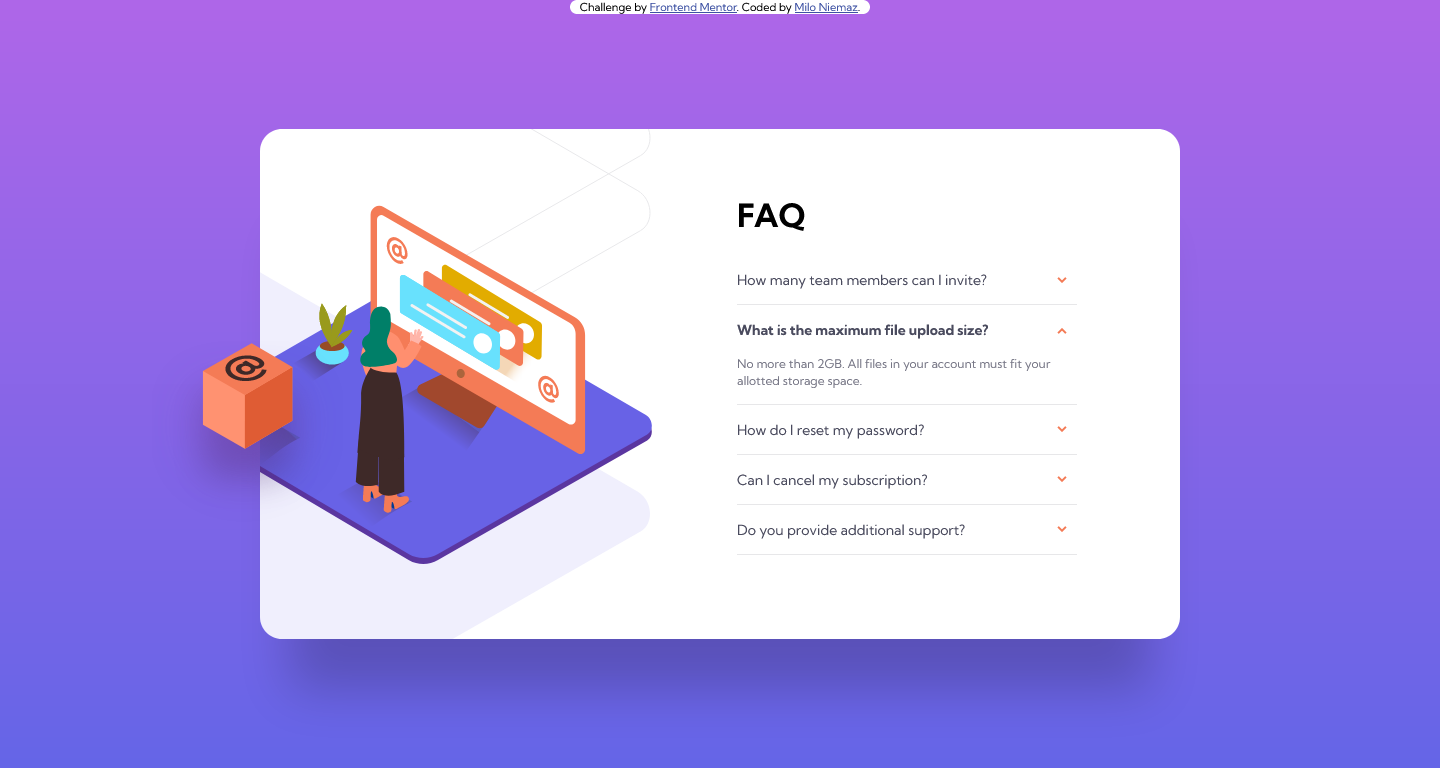 Challenge by Frontend Mentor. Coded by Milo Niemaz.
FAQ
How many team members can I invite?
What is the maximum file upload size?
No more than 2GB. All files in your account must fit your
allotted storage space.
How do I reset my password?
Can I cancel my subscription?
Do you provide additional support?
@
@
@